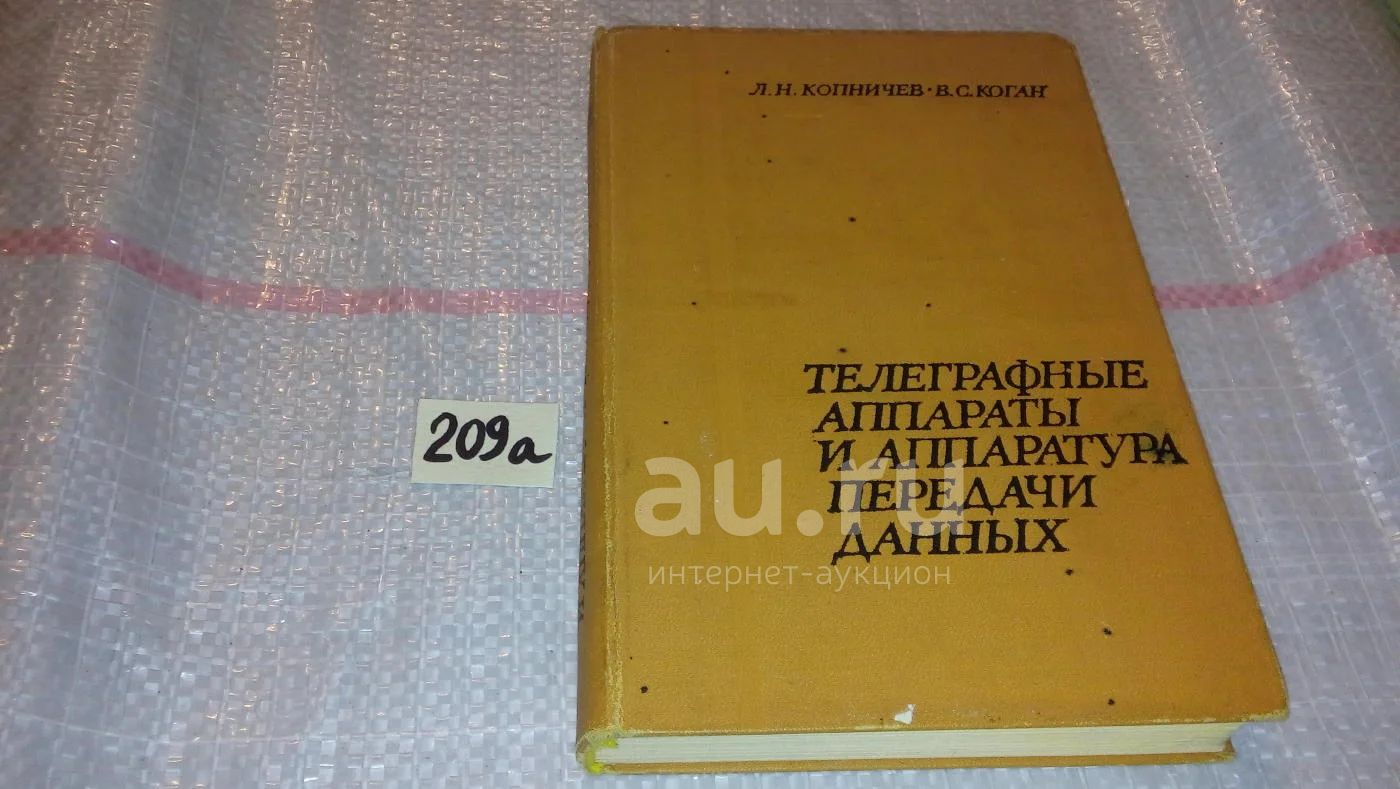 Л. Н. КОПНИЧЕВ · В. С. КОГАН
ТЕЛЕГРАФНЫЕ
АППАРАТЫ
И АППАРАТУРА
ПЕРЕДАЧИ
ДАННЫХ
209а
au.ru
интернет-аукцион